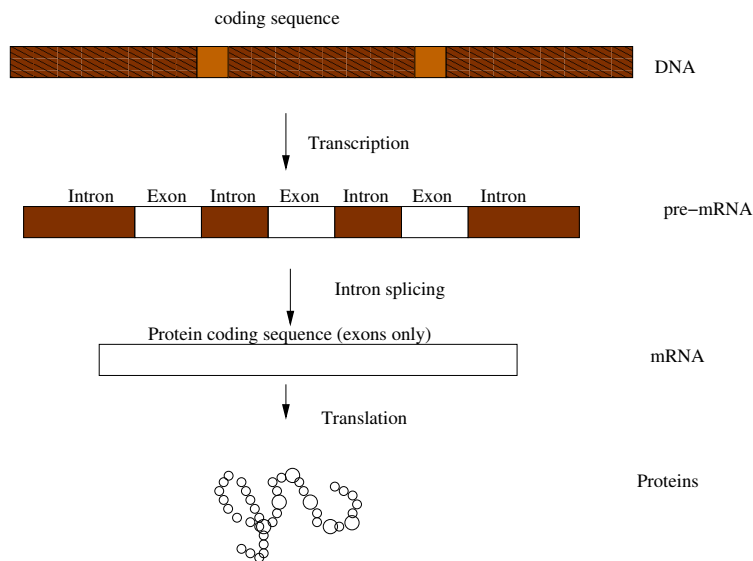 coding sequence
DNA
Transcription
Intron Exon Intron Exon Intron Exon Intron
pre−mRNA
Intron splicing
Protein coding sequence (exons only)
mRNA
Translation
Proteins